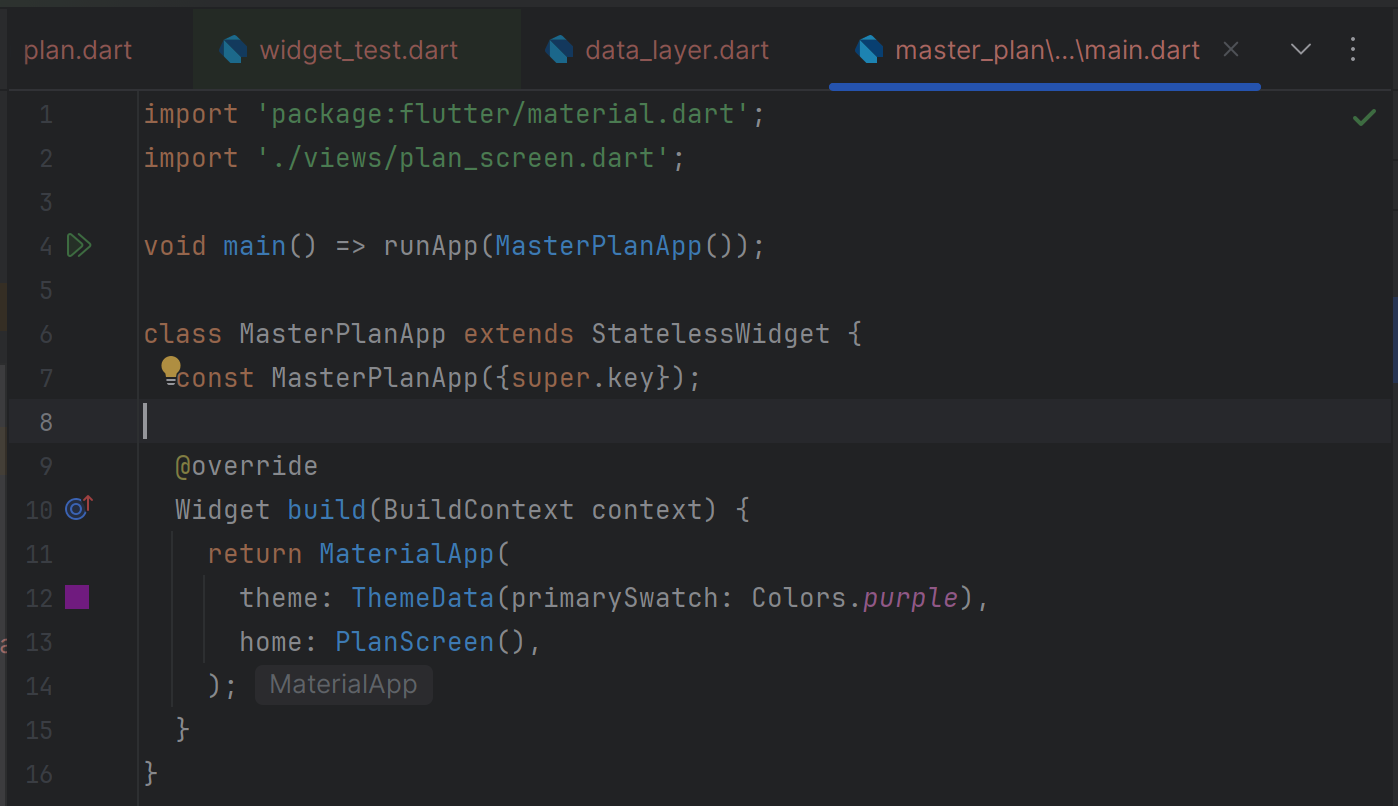 plan.dart widget_test.dart data_layer.dart master_plan\...\main.dart
1 import 'package:flutter/material.dart';
2 import './views/plan_screen.dart';
3
4 void main() => runApp(MasterPlanApp());
5
6 class MasterPlanApp extends StatelessWidget {
7   const MasterPlanApp({super.key});
8
9   @override
10   Widget build(BuildContext context) {
11     return MaterialApp(
12       theme: ThemeData(primarySwatch: Colors.purple),
13       home: PlanScreen(),
14     ); MaterialApp
15   }
16 }